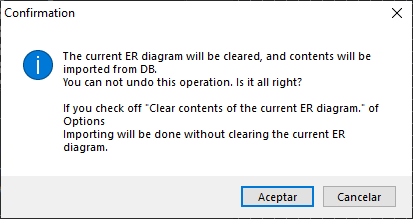 Confirmation
The current ER diagram will be cleared, and contents will be
imported from DB.
You can not undo this operation. Is it all right?
If you check off "Clear contents of the current ER diagram." of
Options
Importing will be done without clearing the current ER
diagram.
Aceptar
Cancelar